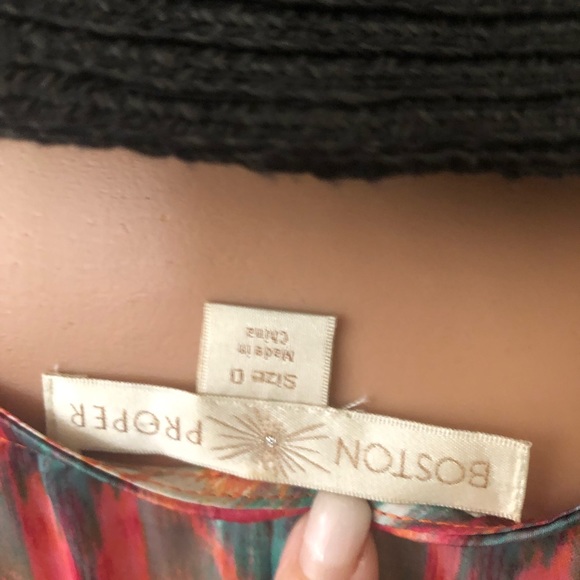 BOSTON PROPER
Size 0
Made in
China